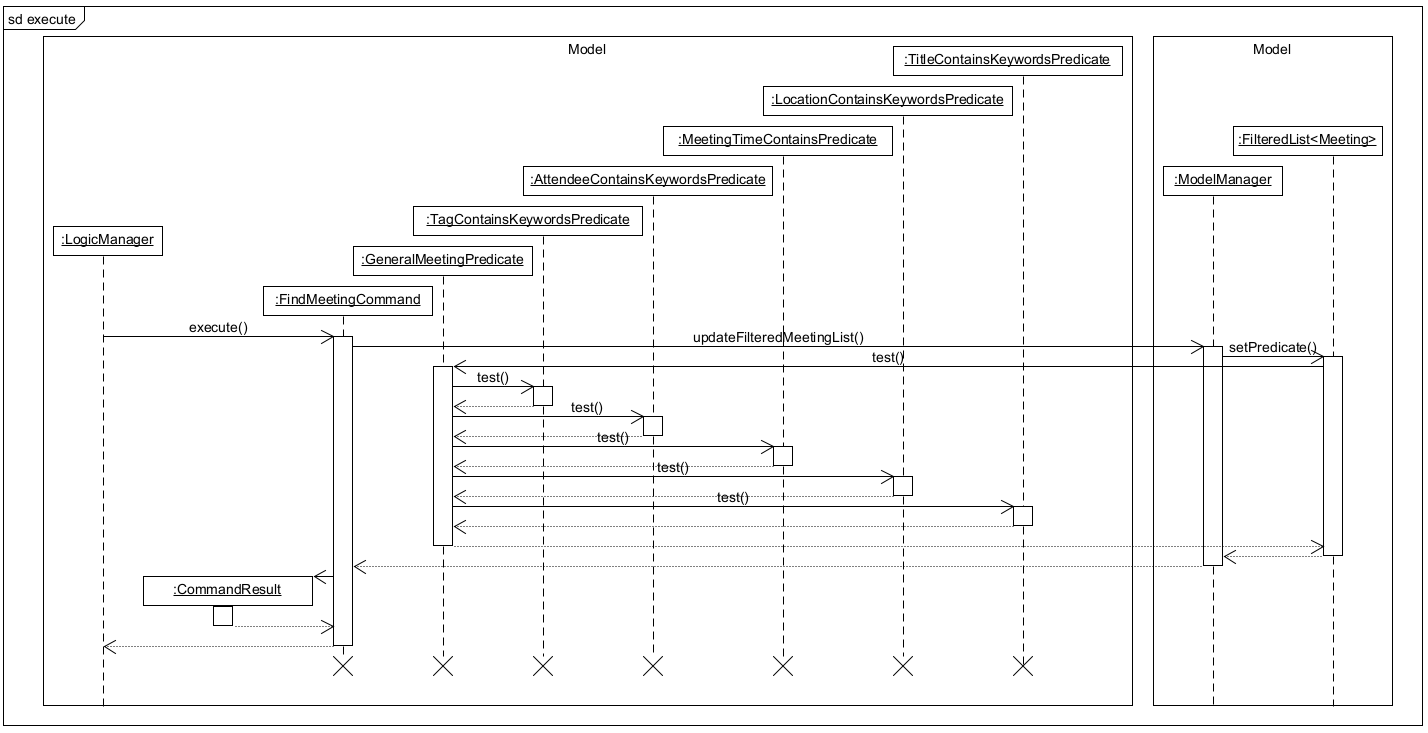 sd execute
Model
Model
:TitleContainsKeywordsPredicate
:LocationContainsKeywordsPredicate
:MeetingTimeContainsPredicate
:FilteredList<Meeting>
:AttendeeContainsKeywordsPredicate
:ModelManager
:TagContainsKeywordsPredicate
:LogicManager
:GeneralMeetingPredicate
:FindMeetingCommand
execute()
updateFilteredMeetingList()
setPredicate()
test()
test()
test()
test()
test()
test()
:CommandResult